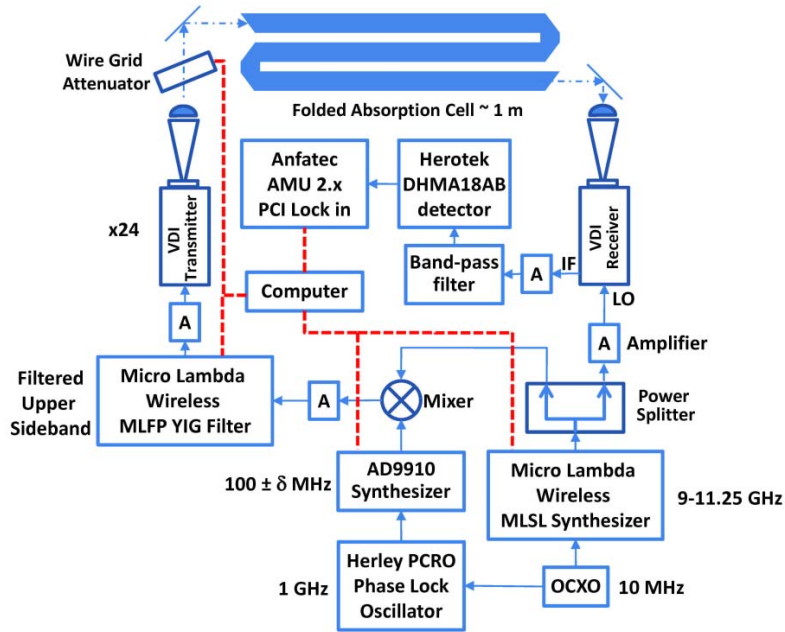 Wire Grid
Attenuator
Folded Absorption Cell ~ 1 m
Anfatec
AMU 2.x
PCI Lock in
Herotek
DHMA18AB
detector
x24
VDI
Transmitter
VDI
Receiver
Band-pass
filter
A
IF
LO
Computer
A
A
Amplifier
Filtered
Upper
Sideband
Micro Lambda
Wireless
MLFP YIG Filter
A
Mixer
Power
Splitter
100 ± δ MHz
AD9910
Synthesizer
Micro Lambda
Wireless
MLSL Synthesizer
9-11.25 GHz
1 GHz
Herley PCRO
Phase Lock
Oscillator
OCXO
10 MHz